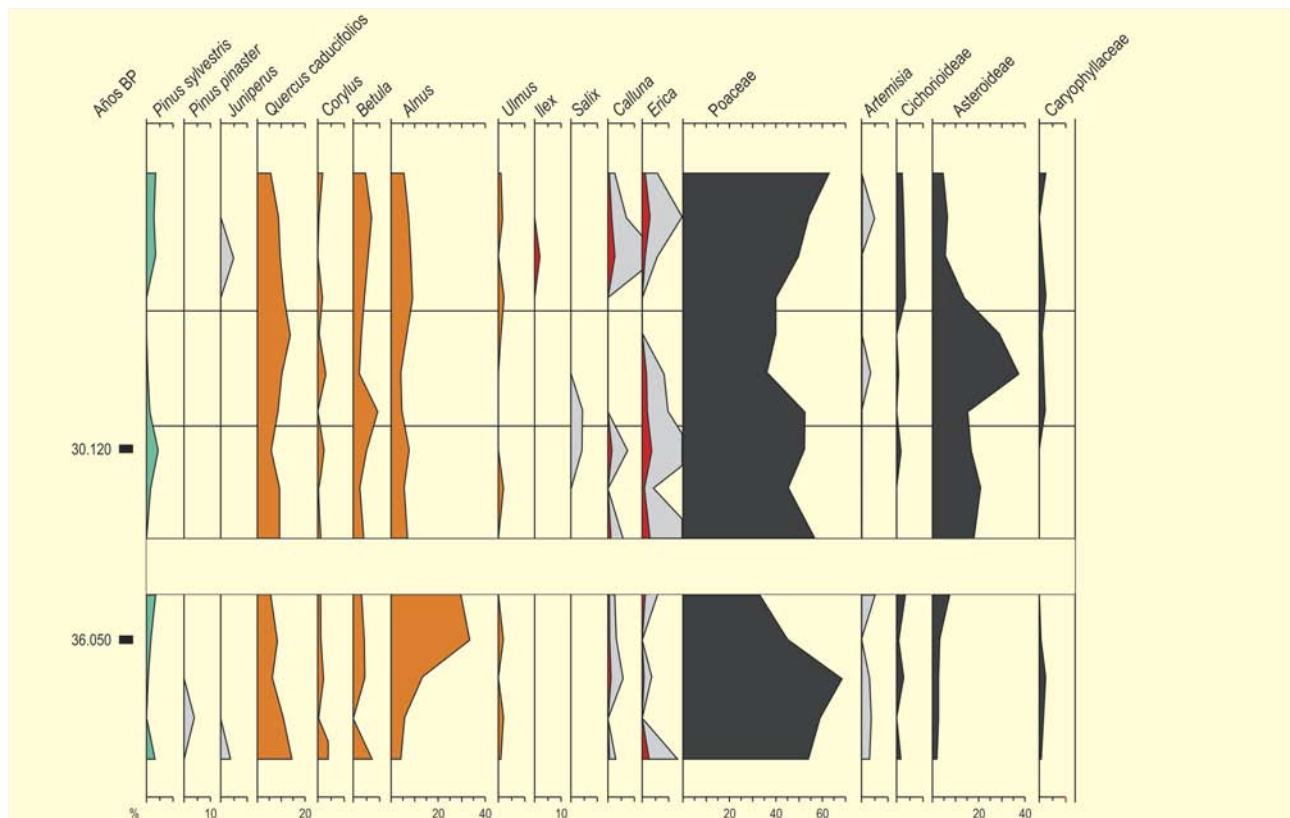 Años BP
Pinus sylvestris
Pinus pinaster
Juniperus
Quercus caducifolios
Corylus
Betula
Alnus
Ulmus
Ilex
Salix
Calluna
Erica
Poaceae
Artemisia
Cichorioideae
Asteroideae
Caryophyllaceae
30.120
36.050
% 10 20 20 40 10 20 40 60 20 40